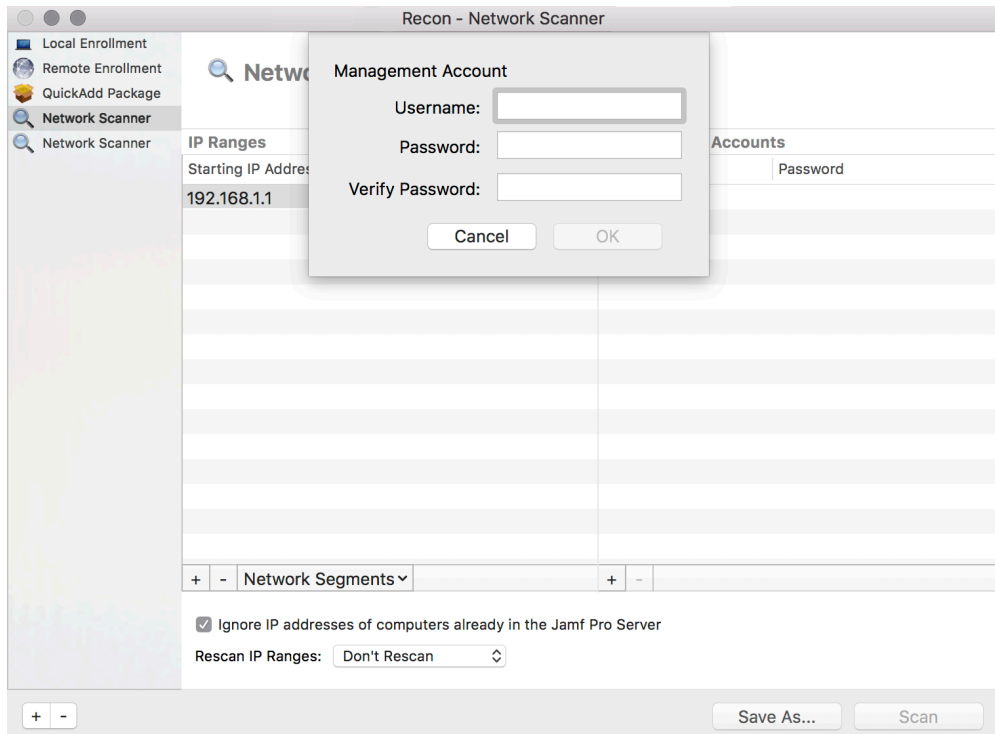 Recon - Network Scanner
Local Enrollment
Remote Enrollment
QuickAdd Package
Network Scanner
Network Scanner
Management Account
Username:
Password:
Verify Password:
Cancel
OK
IP Ranges
Accounts
Starting IP
Password
192.168.1.1
+
-
Network Segments
+
-
Ignore IP addresses of computers already in the Jamf Pro Server
Rescan IP Ranges:
Don't Rescan
+
-
Save As...
Scan